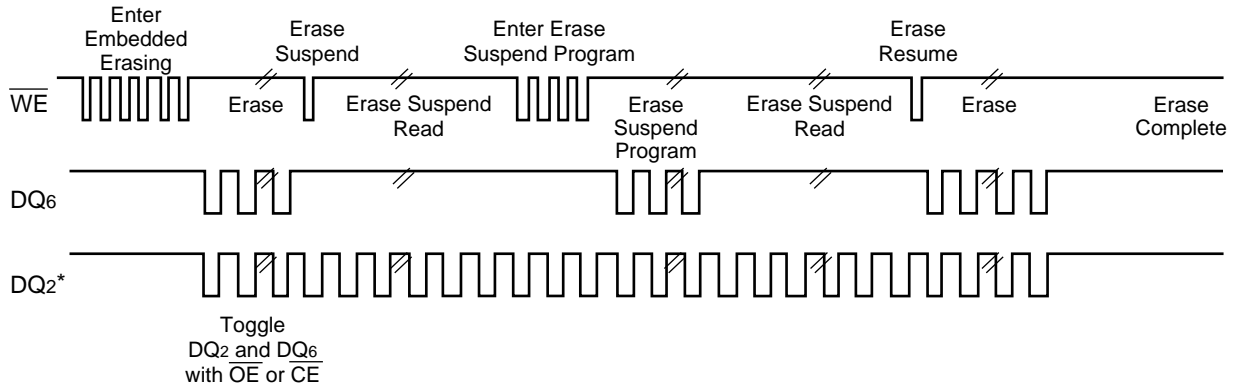 Enter
Embedded
Erasing
Erase
Suspend
Enter Erase
Suspend Program
Erase
Resume
WE
Erase
Erase Suspend
Read
Erase
Suspend
Program
Erase Suspend
Read
Erase
Erase
Complete
DQ6
DQ2*
Toggle
DQ2 and DQ6
with OE or CE